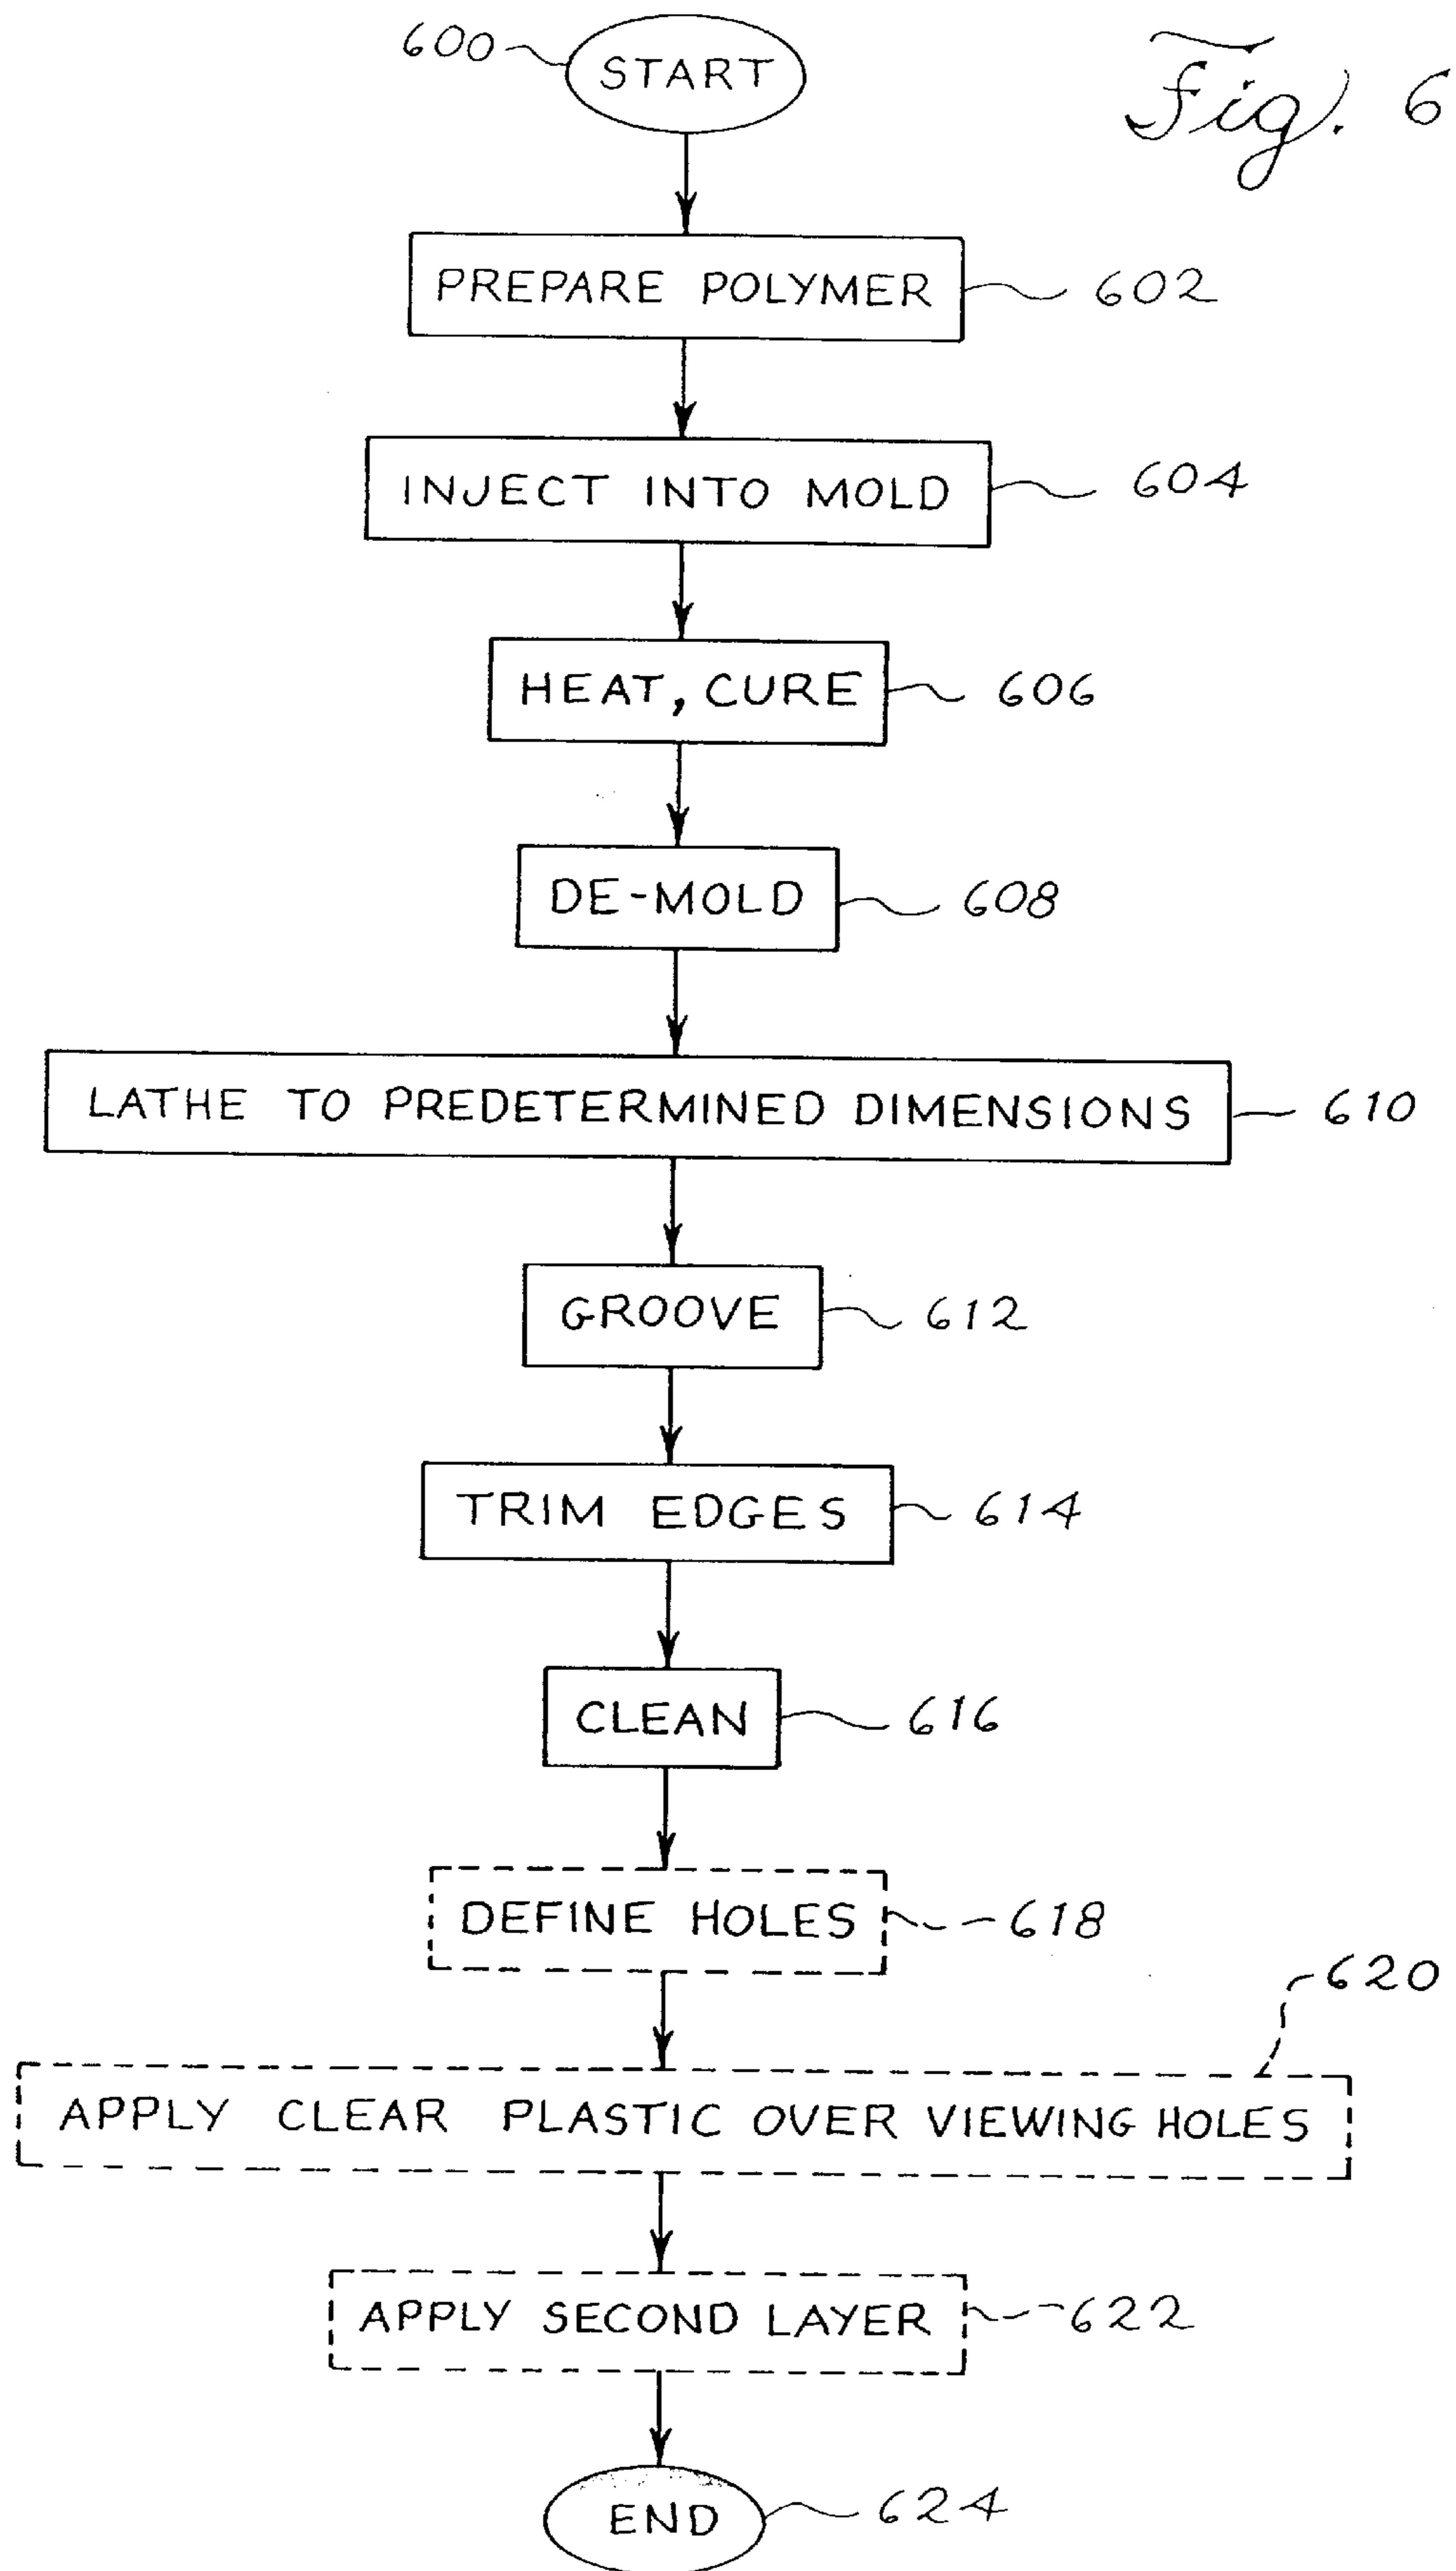 600 START
Fig. 6
PREPARE POLYMER 602
INJECT INTO MOLD 604
HEAT, CURE 606
DE-MOLD 608
LATHE TO PREDETERMINED DIMENSIONS 610
GROOVE 612
TRIM EDGES 614
CLEAN 616
DEFINE HOLES 618
620
APPLY CLEAR PLASTIC OVER VIEWING HOLES
APPLY SECOND LAYER 622
END 624